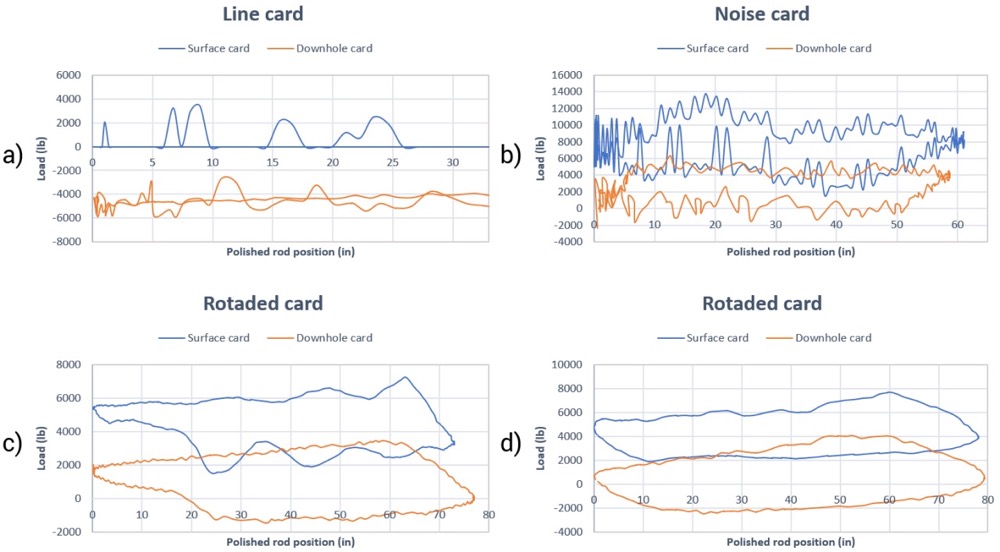 Line card
Surface card Downhole card
a)
Load (lb)
6000
4000
2000
0
-2000
-4000
-6000
-8000
0 5 10 15 20 25 30
Polished rod position (in)
Noise card
Surface card Downhole card
b)
Load (lb)
16000
14000
12000
10000
8000
6000
4000
2000
0
-2000
-4000
0 10 20 30 40 50 60
Polished rod position (in)
Rotaded card
Surface card Downhole card
c)
Load (lb)
8000
6000
4000
2000
0
-2000
0 10 20 30 40 50 60 70 80
Polished rod position (in)
Rotaded card
Surface card Downhole card
d)
Load (lb)
10000
8000
6000
4000
2000
0
-2000
-4000
0 10 20 30 40 50 60 70 80
Polished rod position (in)